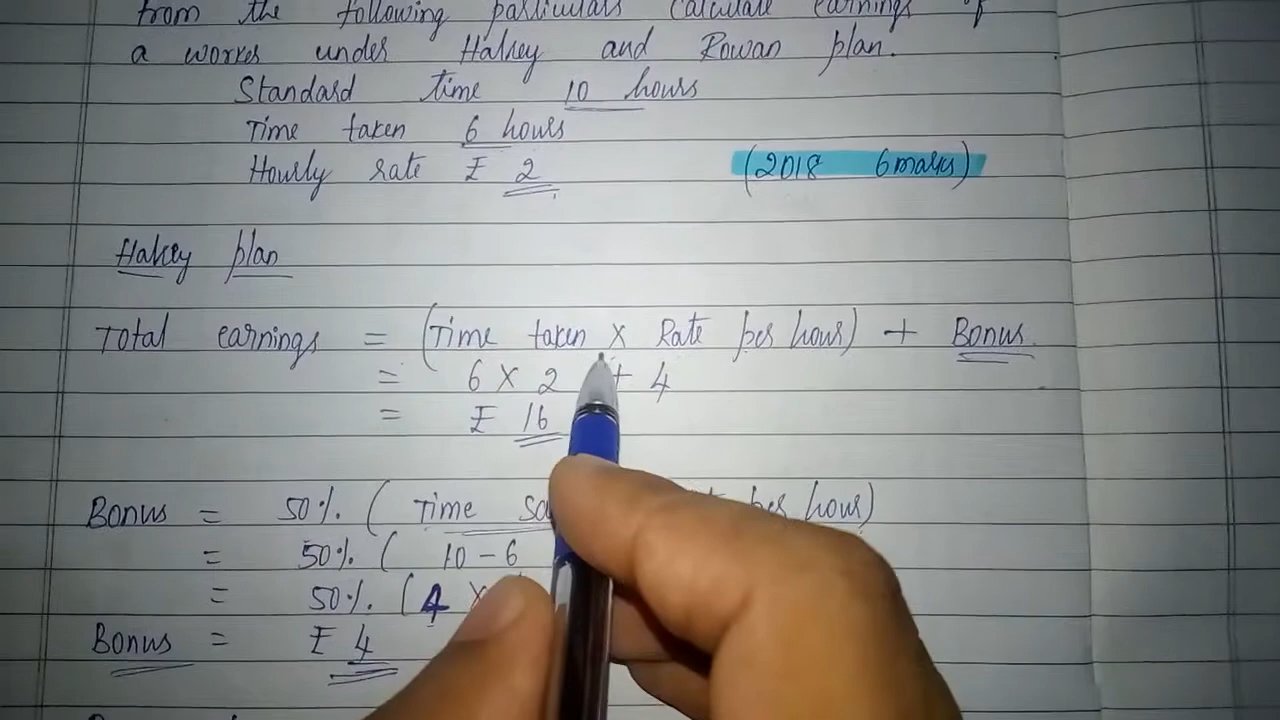 from the following particulars calculate earnings of
a worker under Halsey and Rowan plan.
Standard time 10 hours
Time taken 6 hours
Hourly rate ₹ 2
(2018 6 marks)
Halsey plan
Total earnings = (Time taken × Rate per hour) + Bonus.
= 6 × 2 + 4
= ₹ 16
Bonus = 50% ( Time per hour)
= 50% ( 10 - 6
= 50% ( 4 ×
Bonus = ₹ 4